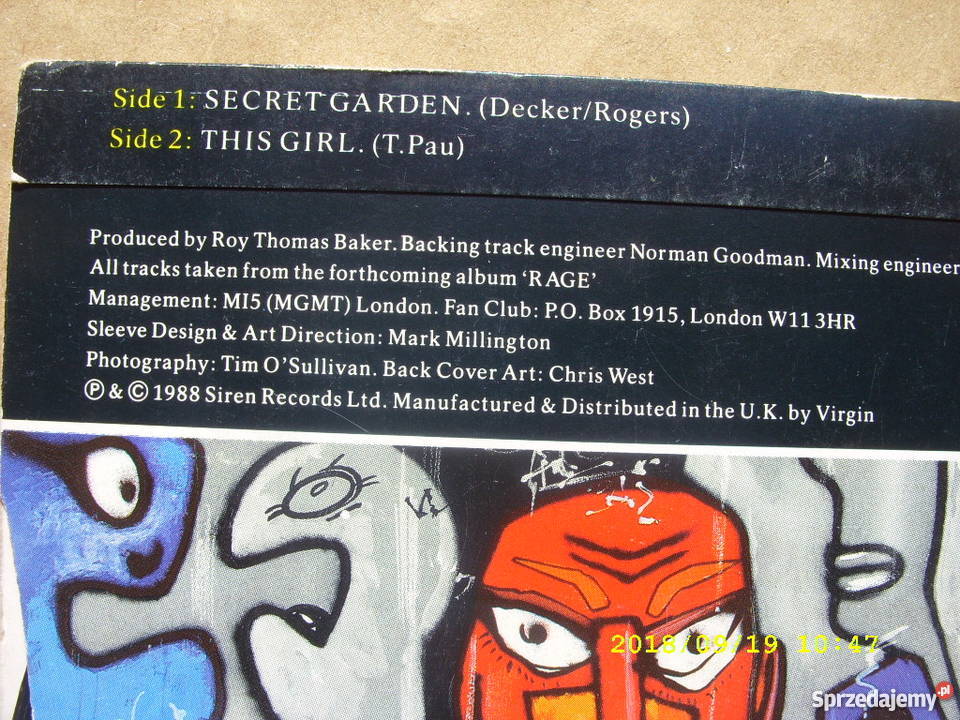 Side 1: SECRET GARDEN. (Decker/Rogers)
Side 2: THIS GIRL. (T.Pau)
Produced by Roy Thomas Baker. Backing track engineer Norman Goodman. Mixing engineer
All tracks taken from the forthcoming album ‘RAGE’
Management: MI5 (MGMT) London. Fan Club: P.O. Box 1915, London W11 3HR
Sleeve Design & Art Direction: Mark Millington
Photography: Tim O’Sullivan. Back Cover Art: Chris West
℗ & © 1988 Siren Records Ltd. Manufactured & Distributed in the U.K. by Virgin
2018/09/19 10:47
Sprzedajemy.pl